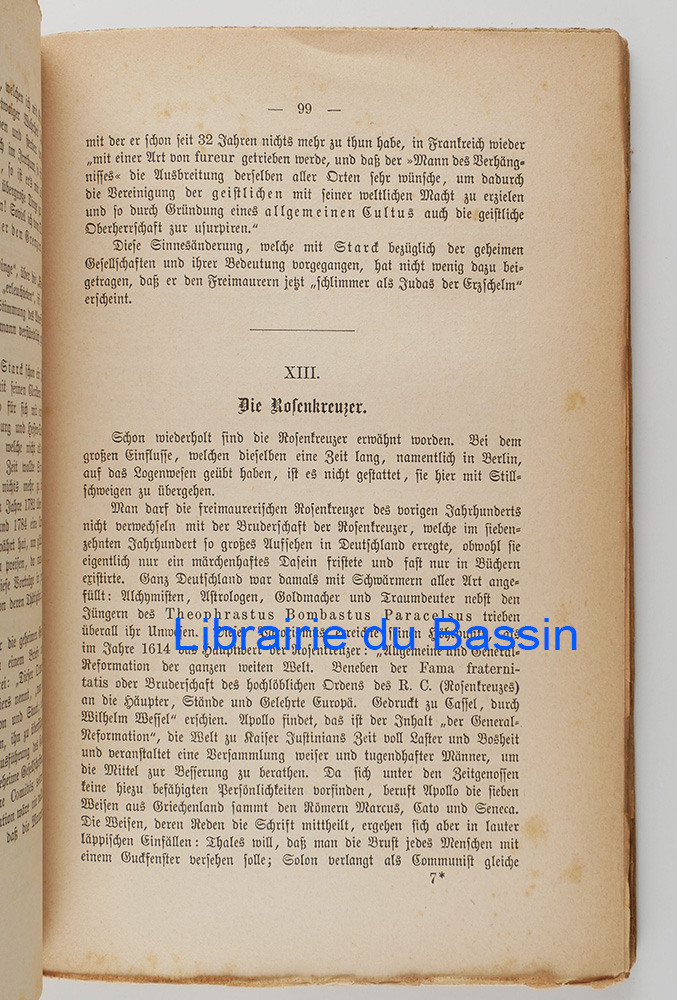 — 99 —
mit der er schon seit 32 Jahren nichts mehr zu thun habe, in Frankreich wieder
„mit einer Art von fureur getrieben werde, und daß der »Mann des Verhäng-
nisses« die Ausbreitung derselben aller Orten sehr wünsche, um dadurch
die Vereinigung der geistlichen mit seiner weltlichen Macht zu erzielen
und so durch Gründung eines allgemeinen Cultus auch die geistliche
Oberherrschaft zu usurpiren.“
Diese Sinnesänderung, welche mit Starck bezüglich der geheimen
Gesellschaften und ihrer Bedeutung vorgegangen, hat nicht wenig dazu bei-
getragen, daß er den Freimaurern jetzt „schlimmer als Judas der Erzschelm“
erscheint.
XIII.
Die Rosenkreuzer.
Schon wiederholt sind die Rosenkreuzer erwähnt worden. Bei dem
großen Einflusse, welchen dieselben eine Zeit lang, namentlich in Berlin,
auf das Logenwesen geübt haben, ist es nicht gestattet, sie hier mit Still-
schweigen zu übergehen.
Man darf die freimaurerischen Rosenkreuzer des vorigen Jahrhunderts
nicht verwechseln mit der Bruderschaft der Rosenkreuzer, welche im sieben-
zehnten Jahrhundert so großes Aufsehen in Deutschland erregte, obwohl sie
eigentlich nur ein märchenhaftes Dasein fristete und fast nur in Büchern
existirte. Ganz Deutschland war damals mit Schwärmern aller Art ange-
füllt: Alchymisten, Astrologen, Goldmacher und Traumdeuter nebst den
Jüngern des Theophrastus Bombastus Paracelsus trieben
überall ihr Unwesen.
Librairie du Bassin
im Jahre 1614 das Hauptwerk der Rosenkreuzer: „Allgemeine und General-
Reformation der ganzen weiten Welt. Beneben der Fama fraterni-
tatis oder Bruderschaft des hochlöblichen Ordens des R. C. (Rosenkreuzes)
an die Häupter, Stände und Gelehrte Europä. Gedruckt zu Cassel, durch
Wilhelm Wessel“ erschien. Apollo findet, das ist der Inhalt „der General-
Reformation“, die Welt zu Kaiser Justinians Zeit voll Laster und Bosheit
und veranstaltet eine Versammlung weiser und tugendhafter Männer, um
die Mittel zur Besserung zu berathen. Da sich unter den Zeitgenossen
keine hiezu befähigten Persönlichkeiten vorfinden, beruft Apollo die sieben
Weisen aus Griechenland sammt den Römern Marcus, Cato und Seneca.
Die Weisen, deren Reden die Schrift mittheilt, ergehen sich aber in lauter
läppischen Einfällen: Thales will, daß man die Brust jedes Menschen mit
einem Guckfenster versehen solle; Solon verlangt als Communist gleiche
7*